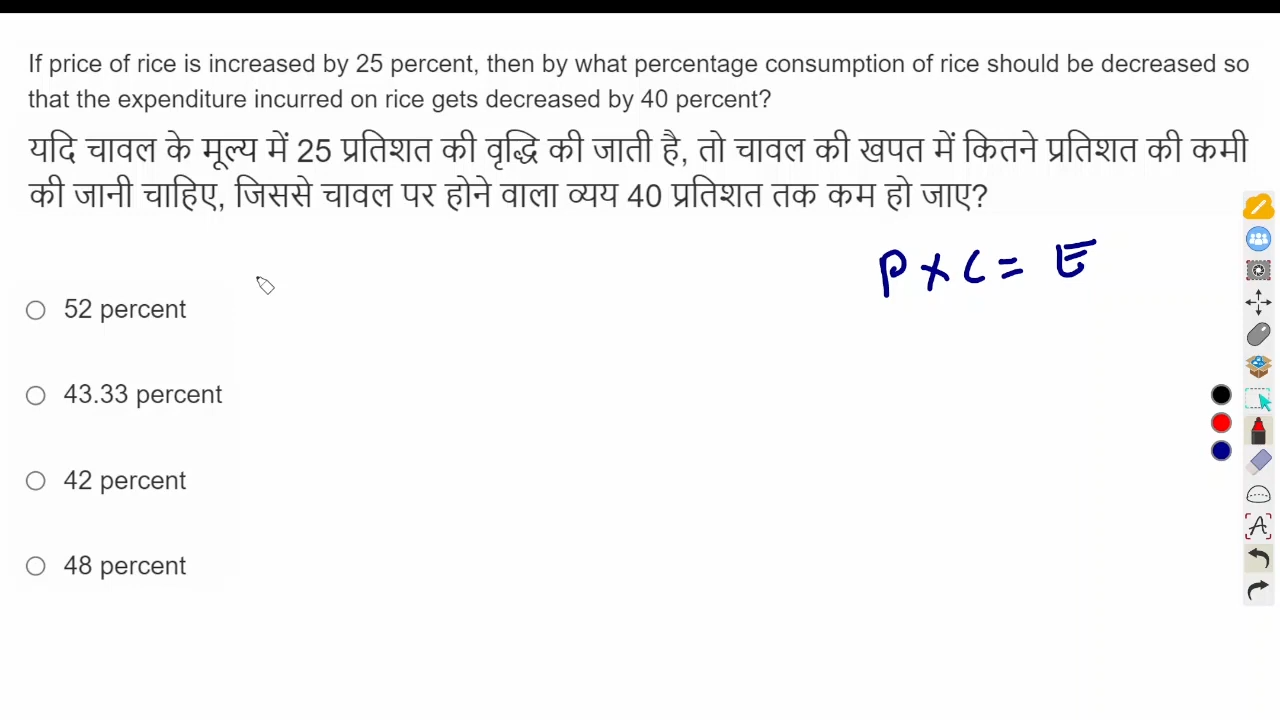 If price of rice is increased by 25 percent, then by what percentage consumption of rice should be decreased so
that the expenditure incurred on rice gets decreased by 40 percent?
यदि चावल के मूल्य में 25 प्रतिशत की वृद्धि की जाती है, तो चावल की खपत में कितने प्रतिशत की कमी
की जानी चाहिए, जिससे चावल पर होने वाला व्यय 40 प्रतिशत तक कम हो जाए?
P × C = E
52 percent
43.33 percent
42 percent
48 percent
A